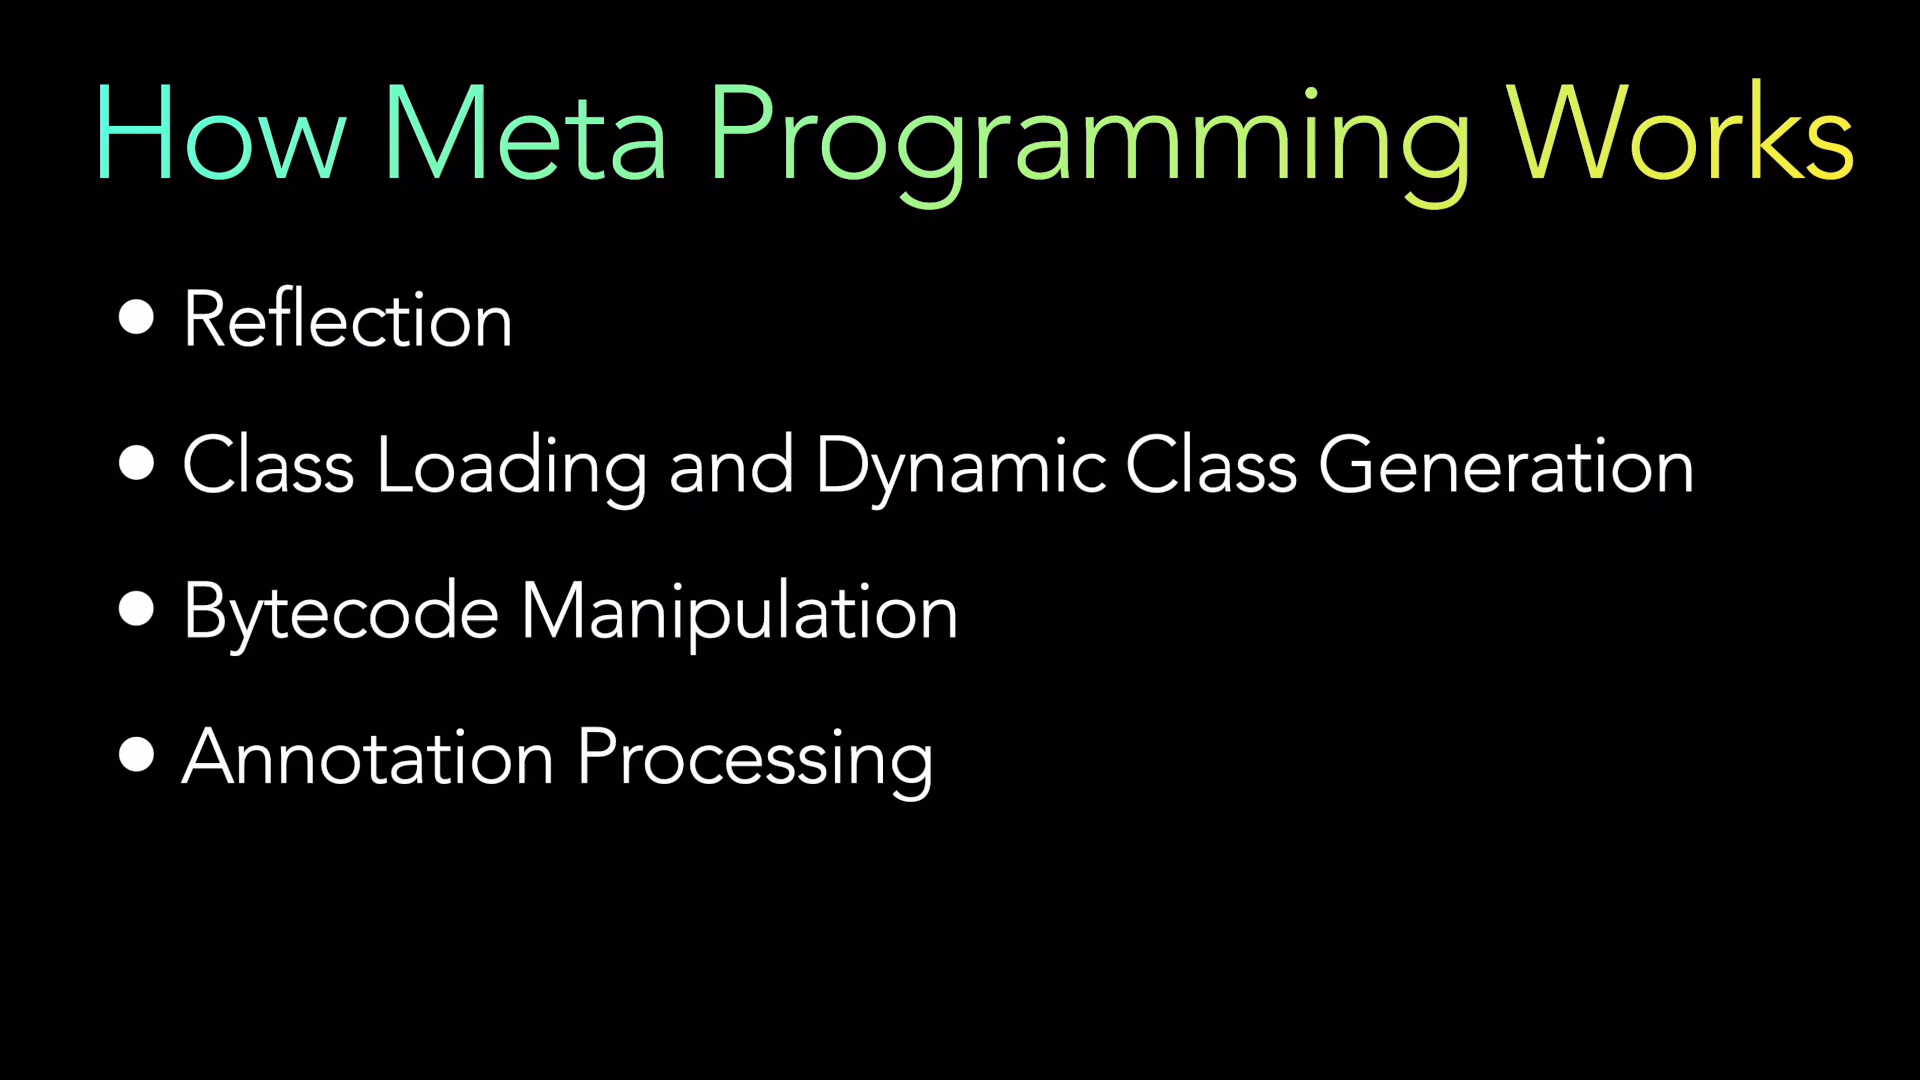 How Meta Programming Works
• Reflection
• Class Loading and Dynamic Class Generation
• Bytecode Manipulation
• Annotation Processing